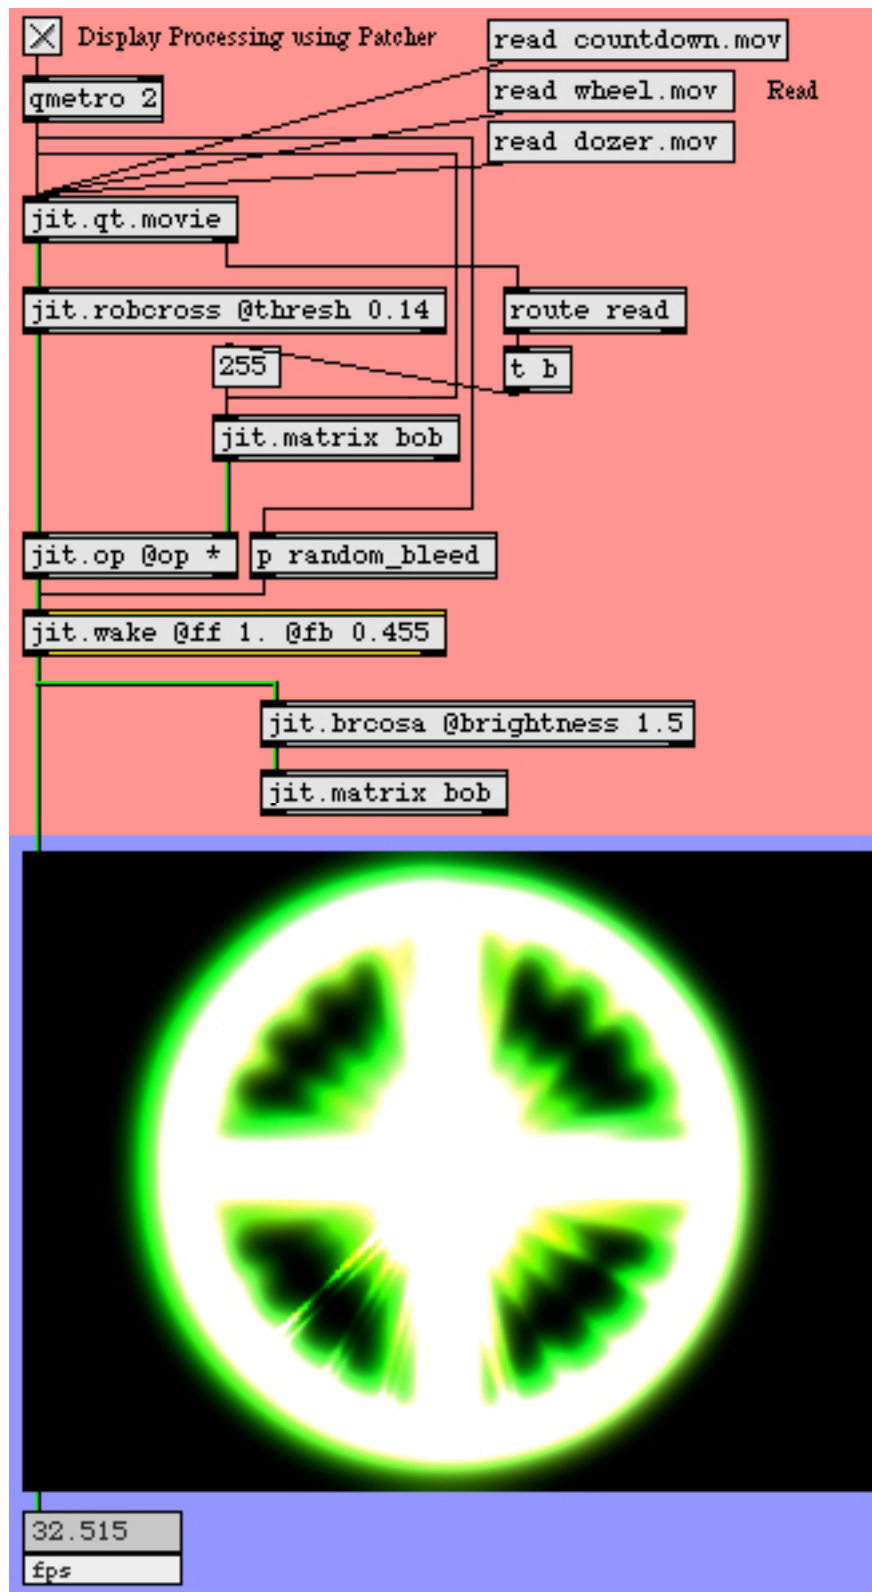 Display Processing using Patcher
read countdown.mov
qmetro 2
read wheel.mov
Read
read dozer.mov
jit.qt.movie
jit.robcross @thresh 0.14
route read
255
t b
jit.matrix bob
jit.op @op *
p random_bleed
jit.wake @ff 1. @fb 0.455
jit.brcosa @brightness 1.5
jit.matrix bob
32.515
fps